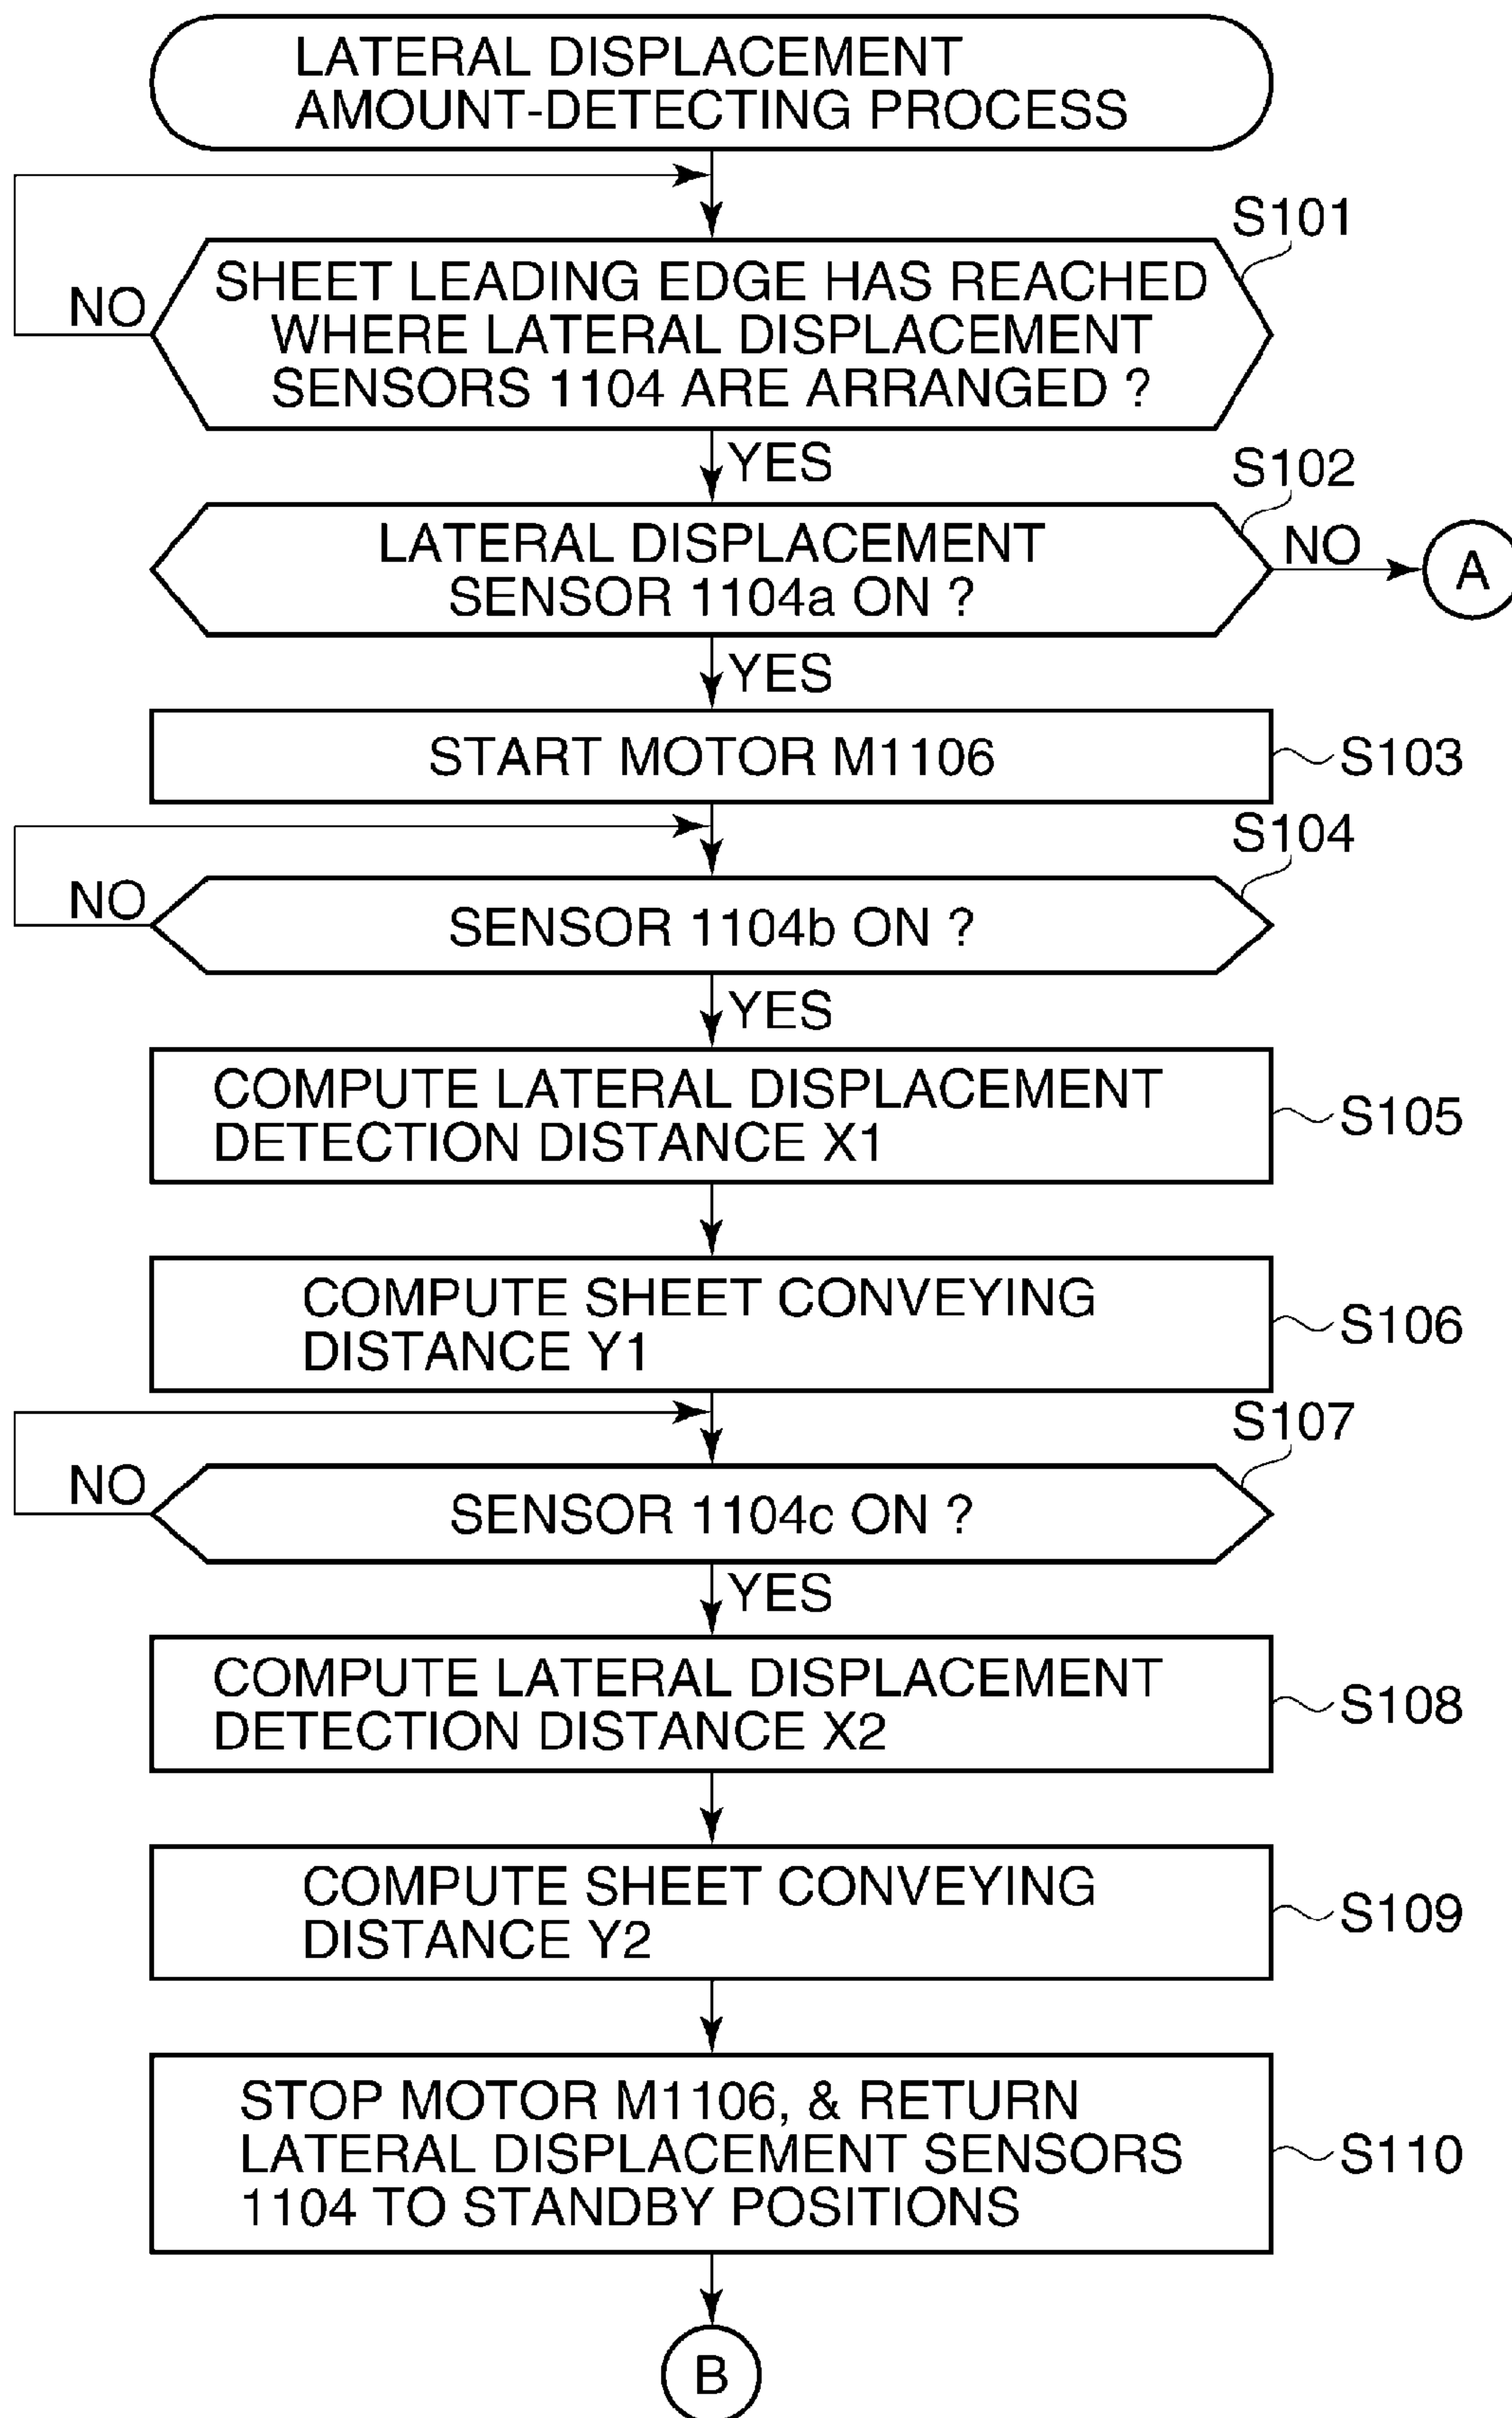 LATERAL DISPLACEMENT
AMOUNT-DETECTING PROCESS
S101
NO
SHEET LEADING EDGE HAS REACHED
WHERE LATERAL DISPLACEMENT
SENSORS 1104 ARE ARRANGED ?
YES
S102
LATERAL DISPLACEMENT
SENSOR 1104a ON ?
NO
A
YES
START MOTOR M1106
S103
S104
NO
SENSOR 1104b ON ?
YES
COMPUTE LATERAL DISPLACEMENT
DETECTION DISTANCE X1
S105
COMPUTE SHEET CONVEYING
DISTANCE Y1
S106
S107
NO
SENSOR 1104c ON ?
YES
COMPUTE LATERAL DISPLACEMENT
DETECTION DISTANCE X2
S108
COMPUTE SHEET CONVEYING
DISTANCE Y2
S109
STOP MOTOR M1106, & RETURN
LATERAL DISPLACEMENT SENSORS
1104 TO STANDBY POSITIONS
S110
B